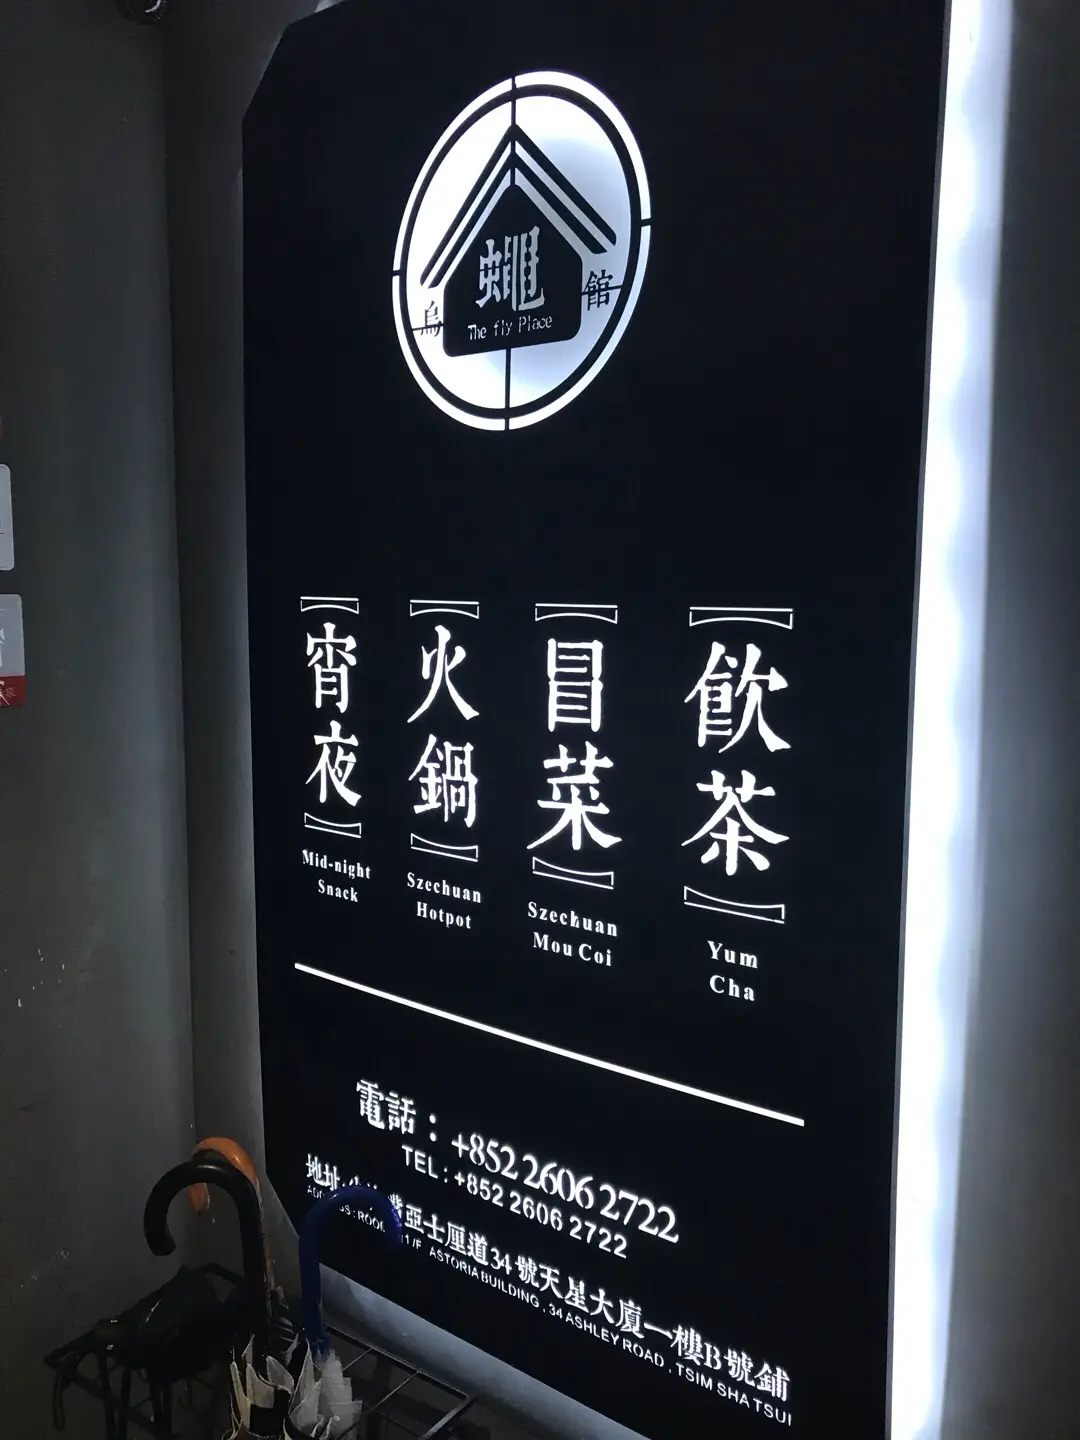 烏 蠅 館
The fly Place
宵夜
Mid-night
Snack
火鍋
Szechuan
Hotpot
冒菜
Szechuan
Mou Coi
飲茶
Yum
Cha
電話：+852 2606 2722
TEL : +852 2606 2722
地址: 亞士厘道34號天星大廈一樓B號舖
1/F ASTORIA BUILDING , 34 ASHLEY ROAD , TSIM SHA TSUI